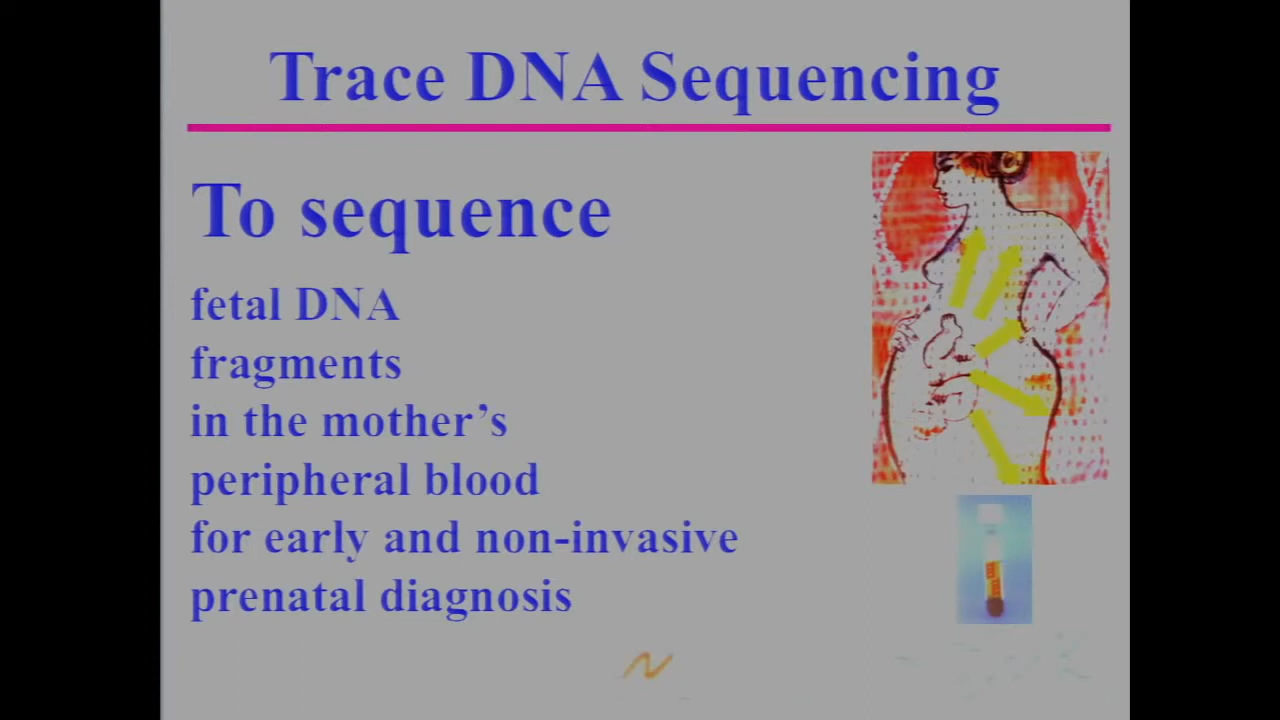 Trace DNA Sequencing
To sequence
fetal DNA
fragments
in the mother's
peripheral blood
for early and non-invasive
prenatal diagnosis